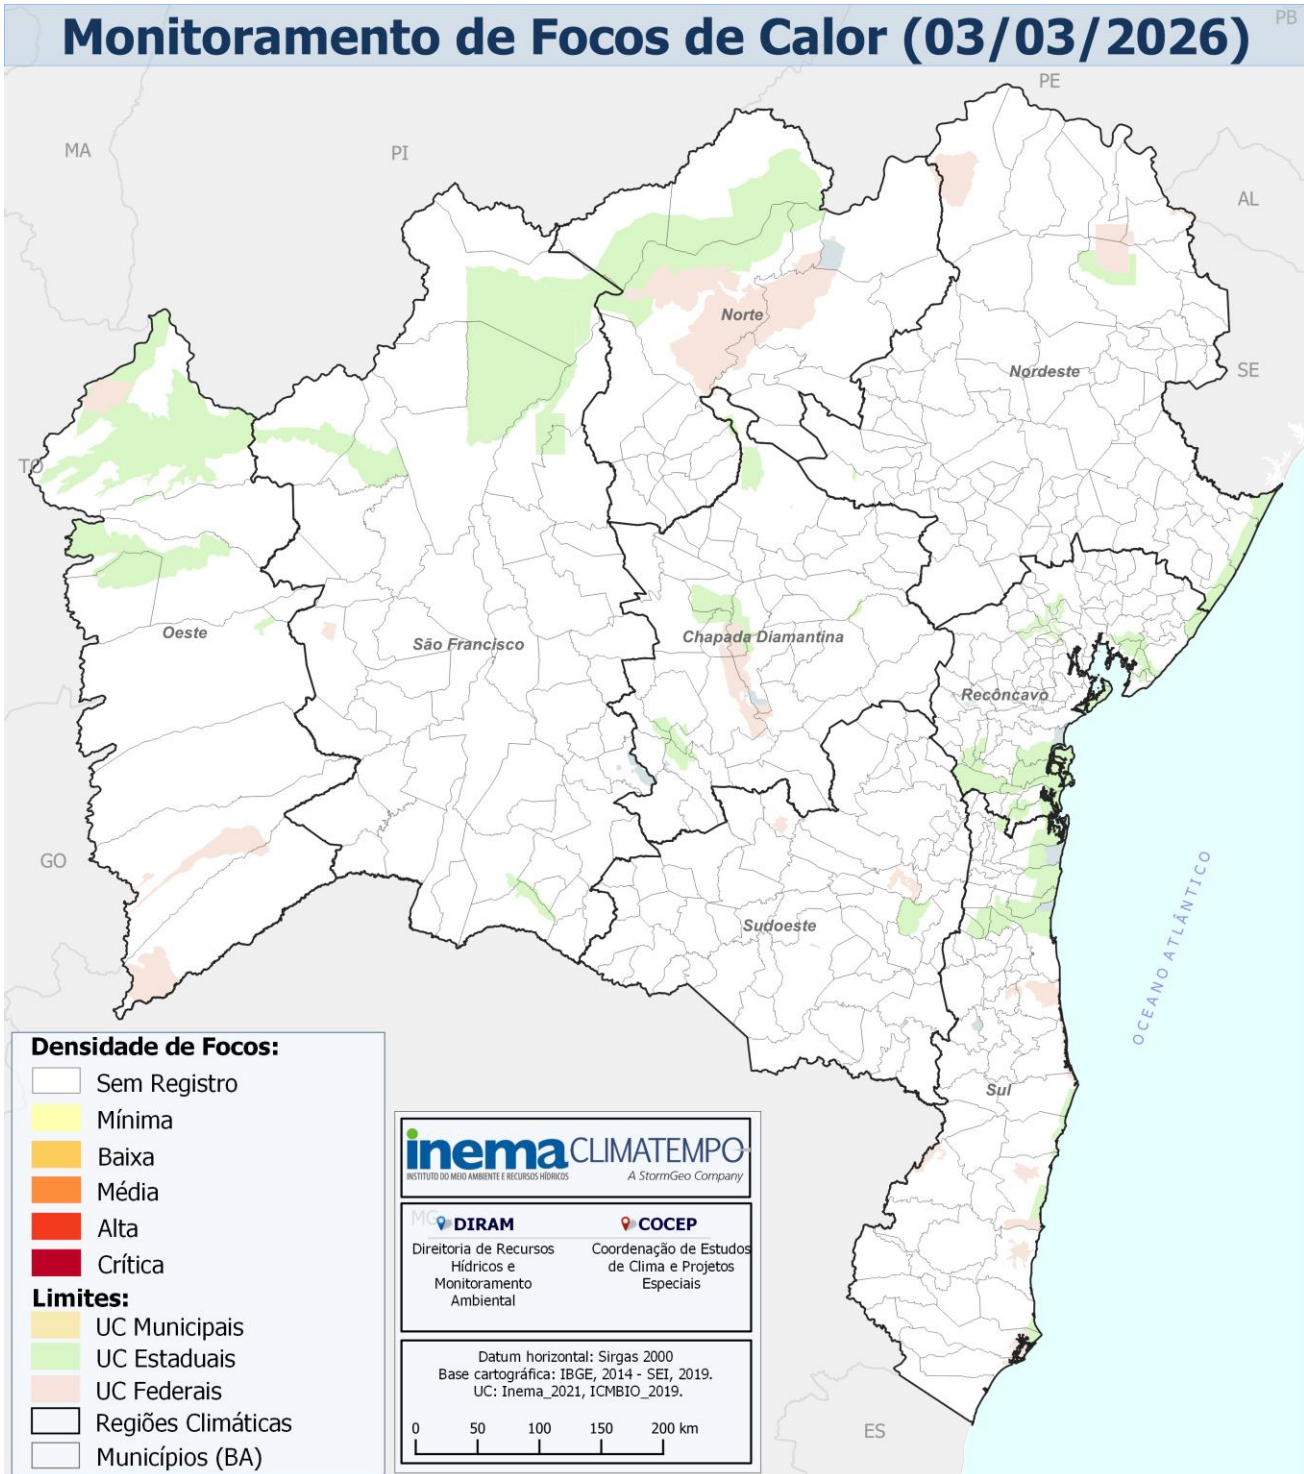 Monitoramento de Focos de Calor (03/03/2026)
PB
PE
MA
PI
AL
Norte
Nordeste
SE
TO
Oeste
São Francisco
Chapada Diamantina
Recôncavo
GO
Sudoeste
OCEANO ATLÂNTICO
Sul
Densidade de Focos:
Sem Registro
Mínima
Baixa
Média
Alta
Crítica
Limites:
UC Municipais
UC Estaduais
UC Federais
Regiões Climáticas
Municípios (BA)
inema
INSTITUTO DO MEIO AMBIENTE E RECURSOS HÍDRICOS
CLIMATEMPO
A StormGeo Company
MG
DIRAM
Diretoria de Recursos
Hídricos e
Monitoramento
Ambiental
COCEP
Coordenação de Estudos
de Clima e Projetos
Especiais
Datum horizontal: Sirgas 2000
Base cartográfica: IBGE, 2014 - SEI, 2019.
UC: Inema_2021, ICMBIO_2019.
0 50 100 150 200 km
ES